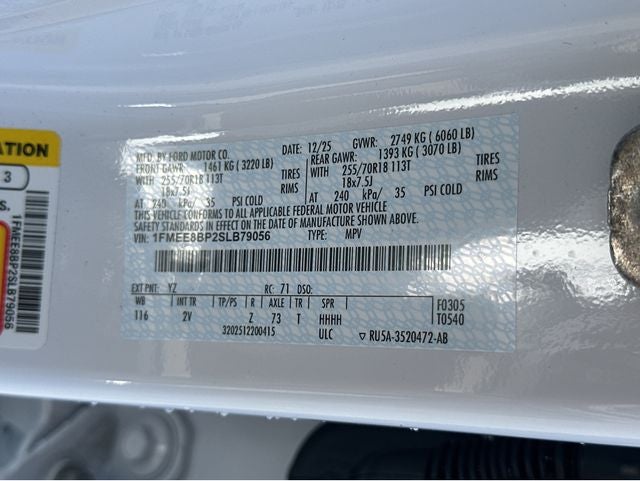 ATION
3
S.
1FMEE8BP2SLB79056
MFD. BY FORD MOTOR CO.
DATE: 12/25 GVWR: 2749 KG ( 6060 LB)
FRONT GAWR: 1461 KG ( 3220 LB) REAR GAWR: 1393 KG ( 3070 LB)
WITH 255/70R18 113T TIRES WITH 255/70R18 113T TIRES
18x7.5J RIMS 18x7.5J RIMS
AT 240 kPa/ 35 PSI COLD AT 240 kPa/ 35 PSI COLD
THIS VEHICLE CONFORMS TO ALL APPLICABLE FEDERAL MOTOR VEHICLE
SAFETY STANDARDS IN EFFECT ON THE DATE OF MANUFACTURE SHOWN ABOVE.
VIN: 1FMEE8BP2SLB79056 TYPE: MPV
EXT PNT: YZ RC: 71 DSO:
WB INT TR TP/PS R AXLE TR SPR F0305
116 2V Z 73 T HHHH T0540
3202512200415 ULC ▽ RU5A-3520472-AB